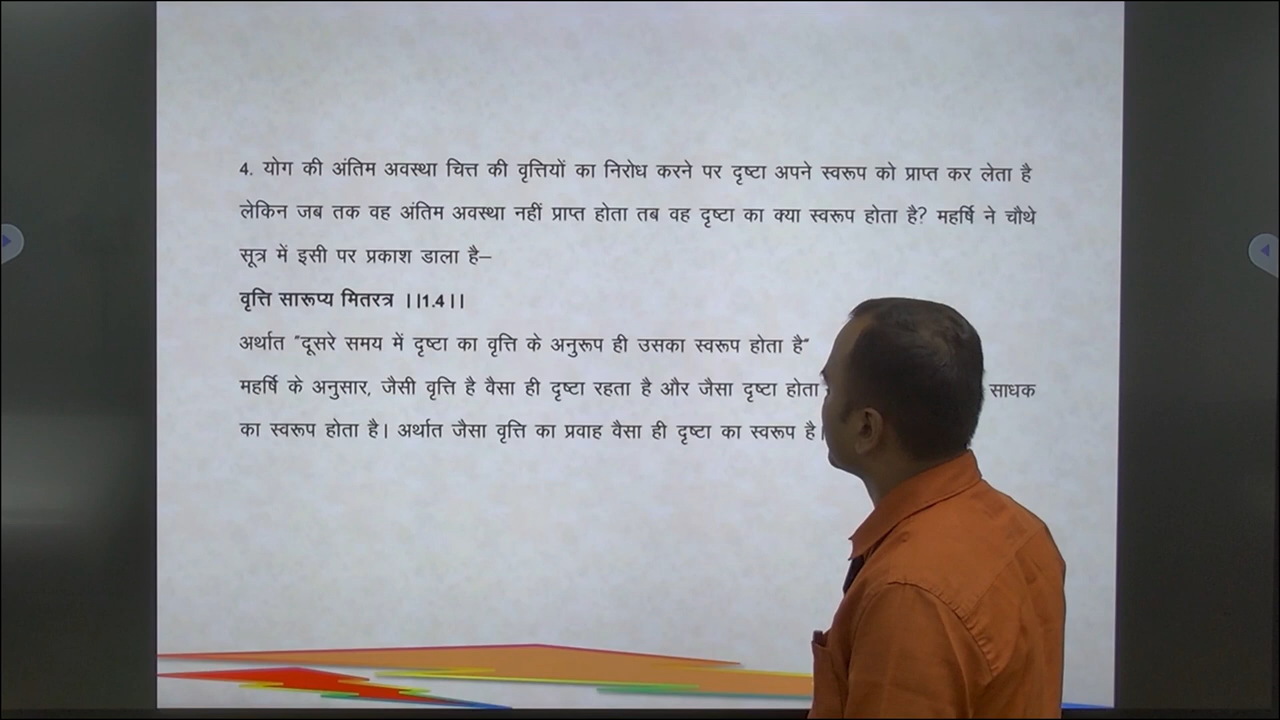 4. योग की अंतिम अवस्था चित्त की वृत्तियों का निरोध करने पर दृष्टा अपने स्वरूप को प्राप्त कर लेता है
लेकिन जब तक वह अंतिम अवस्था नहीं प्राप्त होता तब वह दृष्टा का क्या स्वरूप होता है? महर्षि ने चौथे
सूत्र में इसी पर प्रकाश डाला है–
वृत्ति सारूप्य मितरत्र ।।1.4।।
अर्थात "दूसरे समय में दृष्टा का वृत्ति के अनुरूप ही उसका स्वरूप होता है"
महर्षि के अनुसार, जैसी वृत्ति है वैसा ही दृष्टा रहता है और जैसा दृष्टा होता साधक
का स्वरूप होता है। अर्थात जैसा वृत्ति का प्रवाह वैसा ही दृष्टा का स्वरूप है।